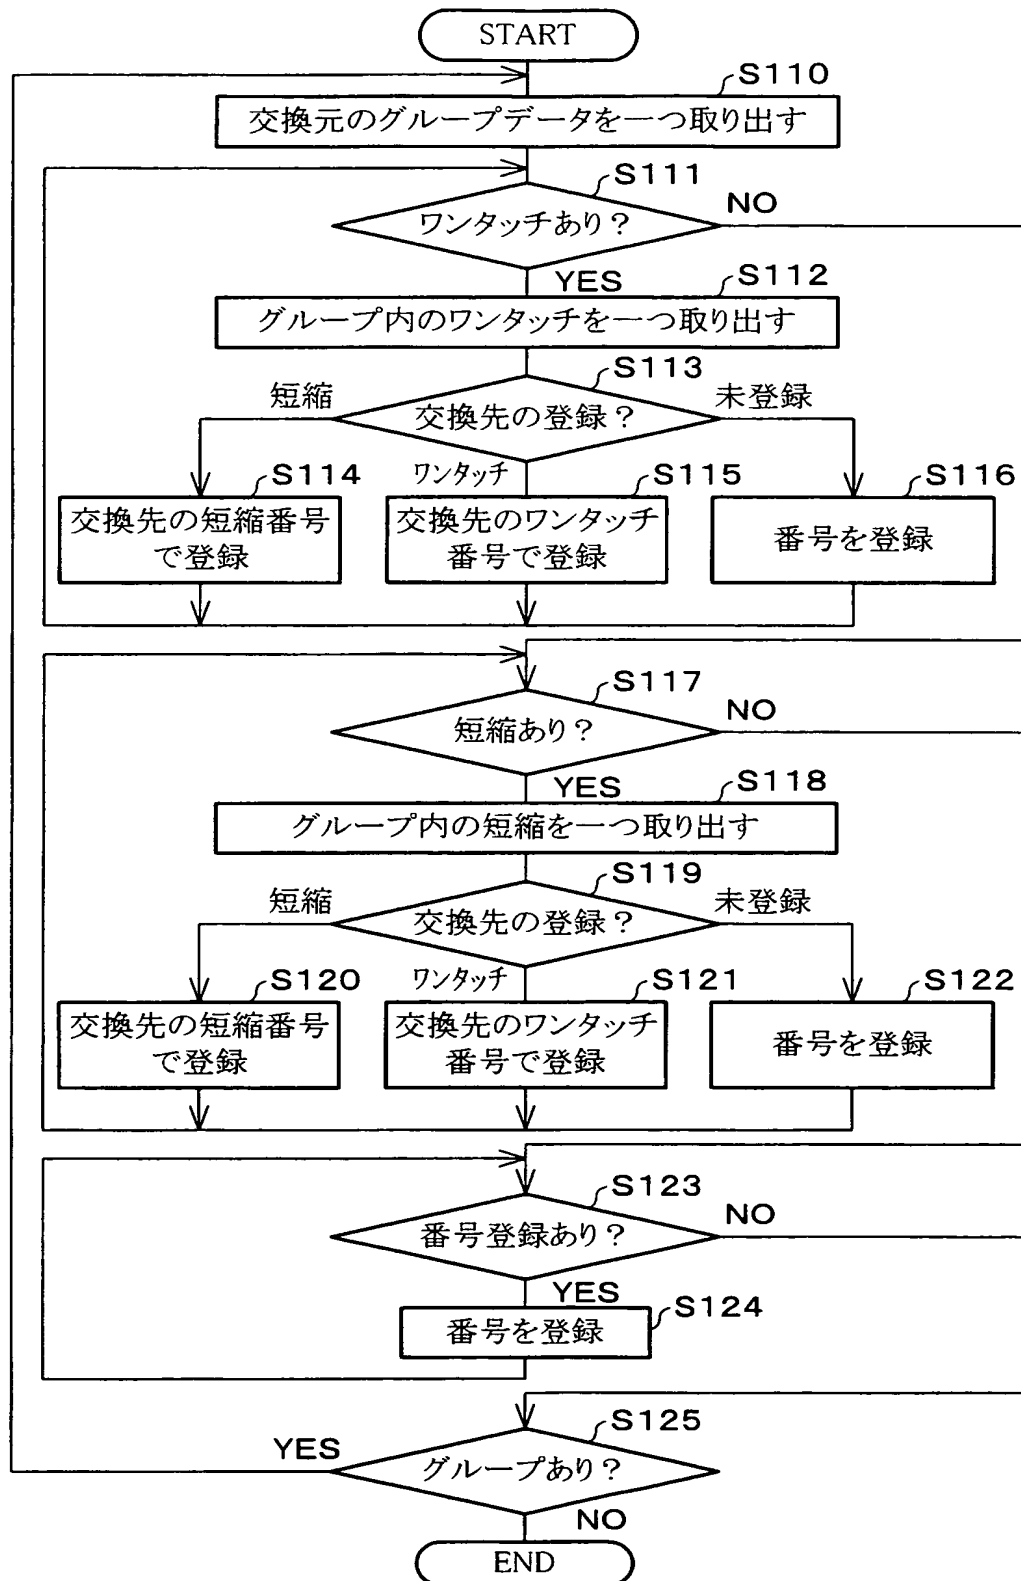 START
S110
交換元のグループデータを一つ取り出す
S111
ワンタッチあり？
NO
YES
S112
グループ内のワンタッチを一つ取り出す
S113
短縮
交換先の登録？
未登録
ワンタッチ
S114
交換先の短縮番号
で登録
S115
交換先のワンタッチ
番号で登録
S116
番号を登録
S117
短縮あり？
NO
YES
S118
グループ内の短縮を一つ取り出す
S119
短縮
交換先の登録？
未登録
ワンタッチ
S120
交換先の短縮番号
で登録
S121
交換先のワンタッチ
番号で登録
S122
番号を登録
S123
番号登録あり？
NO
YES
S124
番号を登録
S125
YES
グループあり？
NO
END